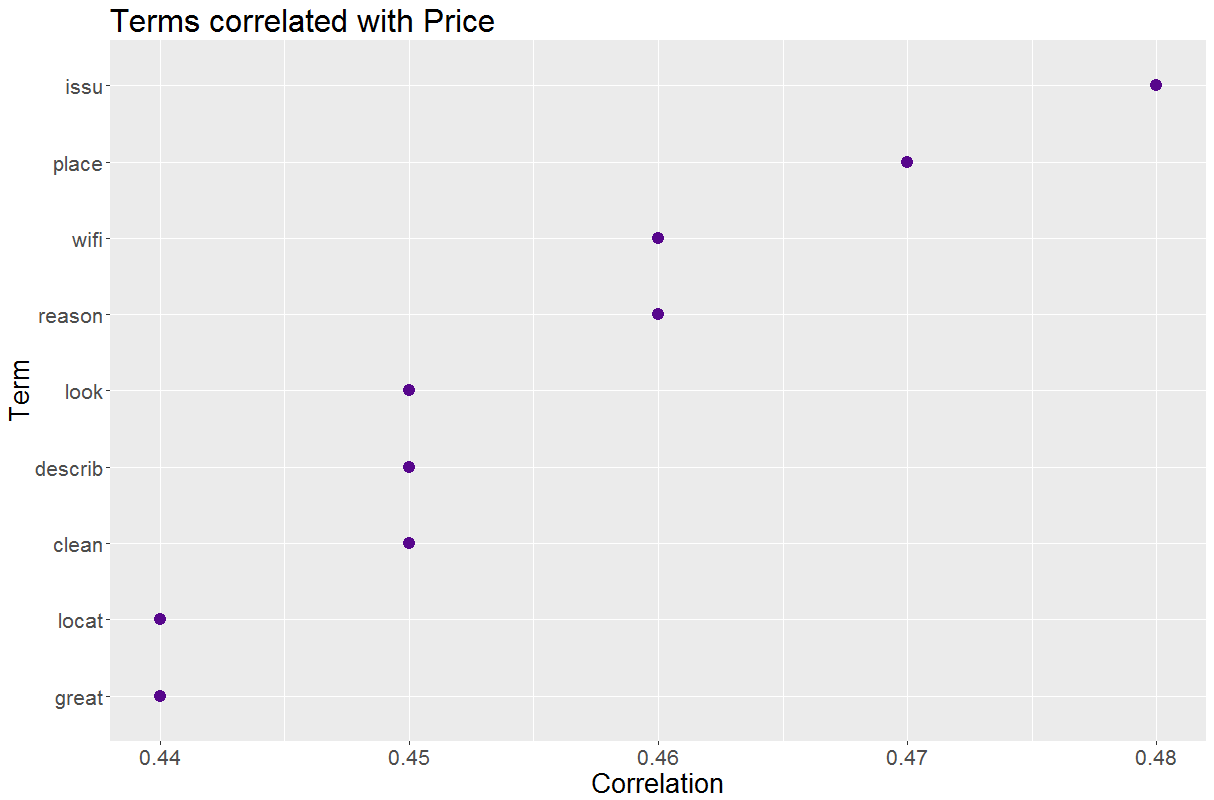 Terms correlated with Price
Term
issu
place
wifi
reason
look
describ
clean
locat
great
0.44 0.45 0.46 0.47 0.48
Correlation